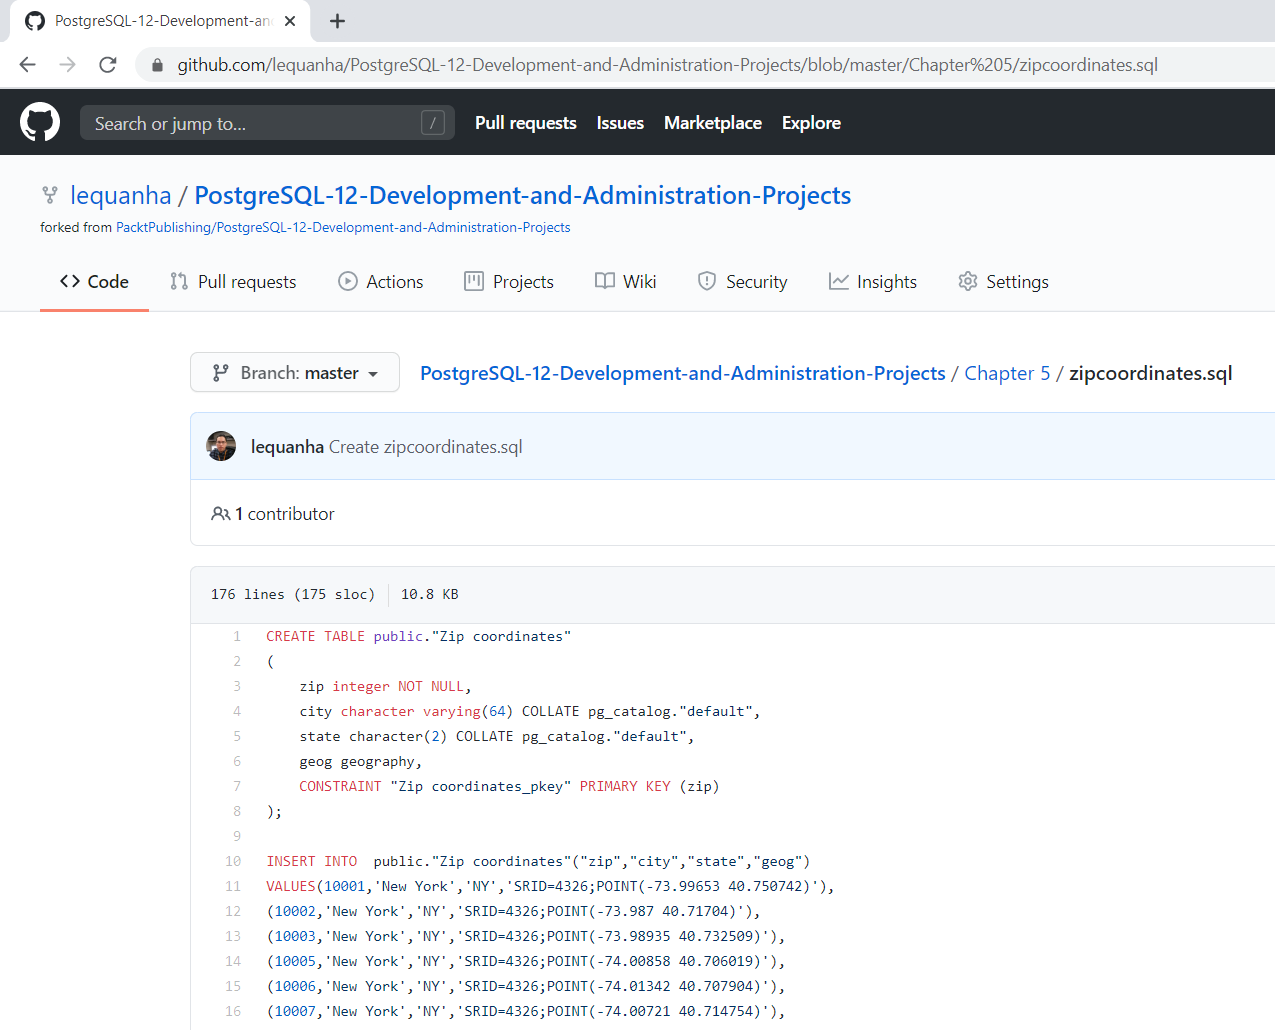 PostgreSQL-12-Development-an
github.com/lequanha/PostgreSQL-12-Development-and-Administration-Projects/blob/master/Chapter%205/zipcoordinates.sql
Search or jump to... / Pull requests Issues Marketplace Explore
lequanha / PostgreSQL-12-Development-and-Administration-Projects
forked from PacktPublishing/PostgreSQL-12-Development-and-Administration-Projects
Code Pull requests Actions Projects Wiki Security Insights Settings
Branch: master PostgreSQL-12-Development-and-Administration-Projects / Chapter 5 / zipcoordinates.sql
lequanha Create zipcoordinates.sql
1 contributor
176 lines (175 sloc) 10.8 KB
1 CREATE TABLE public."Zip coordinates"
2 (
3 zip integer NOT NULL,
4 city character varying(64) COLLATE pg_catalog."default",
5 state character(2) COLLATE pg_catalog."default",
6 geog geography,
7 CONSTRAINT "Zip coordinates_pkey" PRIMARY KEY (zip)
8 );
9
10 INSERT INTO  public."Zip coordinates"("zip","city","state","geog")
11 VALUES(10001,'New York','NY','SRID=4326;POINT(-73.99653 40.750742)'),
12 (10002,'New York','NY','SRID=4326;POINT(-73.987 40.71704)'),
13 (10003,'New York','NY','SRID=4326;POINT(-73.98935 40.732509)'),
14 (10005,'New York','NY','SRID=4326;POINT(-74.00858 40.706019)'),
15 (10006,'New York','NY','SRID=4326;POINT(-74.01342 40.707904)'),
16 (10007,'New York','NY','SRID=4326;POINT(-74.00721 40.714754)'),